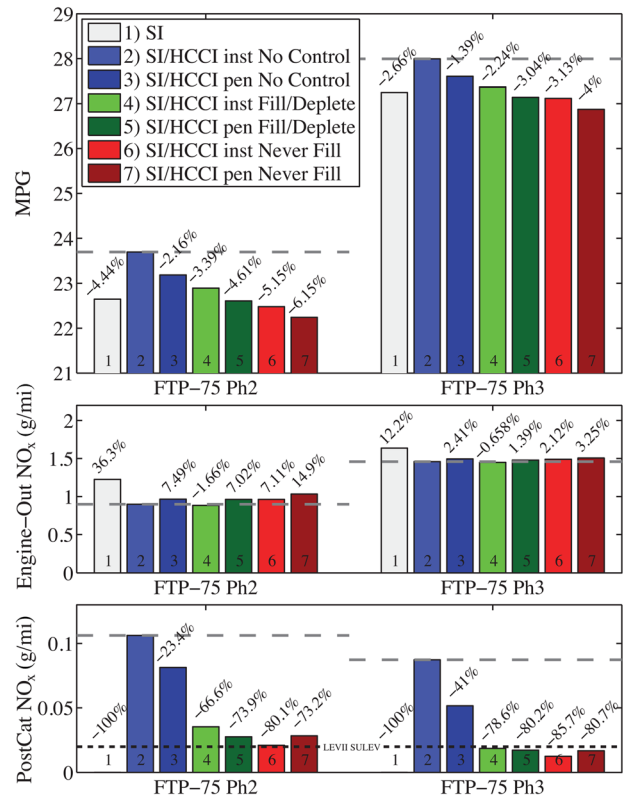 28
27
26
25
24
23
22
21
MPG
1) SI
2) SI/HCCI inst No Control
3) SI/HCCI pen No Control
4) SI/HCCI inst Fill/Deplete
5) SI/HCCI pen Fill/Deplete
6) SI/HCCI inst Never Fill
7) SI/HCCI pen Never Fill
−4.44%
−2.16%
−3.39%
−4.61%
−5.15%
−6.15%
−2.66%
−1.39%
−2.24%
−3.04%
−3.13%
−4%
1 2 3 4 5 6 7
1 2 3 4 5 6 7
FTP−75 Ph2
FTP−75 Ph3
2
1.5
1
0.5
0
Engine−Out NOx (g/mi)
36.3%
7.49%
−1.66%
7.02%
7.11%
14.9%
12.2%
2.41%
−0.658%
1.39%
2.12%
3.25%
1 2 3 4 5 6 7
1 2 3 4 5 6 7
FTP−75 Ph2
FTP−75 Ph3
0.1
0.05
0
PostCat NOx (g/mi)
−100%
−23.4%
−66.6%
−73.9%
−80.1%
−73.2%
LEVII SULEV
−100%
−41%
−78.6%
−80.2%
−85.7%
−80.7%
1 2 3 4 5 6 7
1 2 3 4 5 6 7
FTP−75 Ph2
FTP−75 Ph3